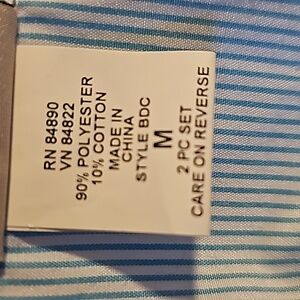 RN 84890
VN 84822
90% POLYESTER
10% COTTON
MADE IN
CHINA
STYLE BDC
M
2 PC SET
CARE ON REVERSE